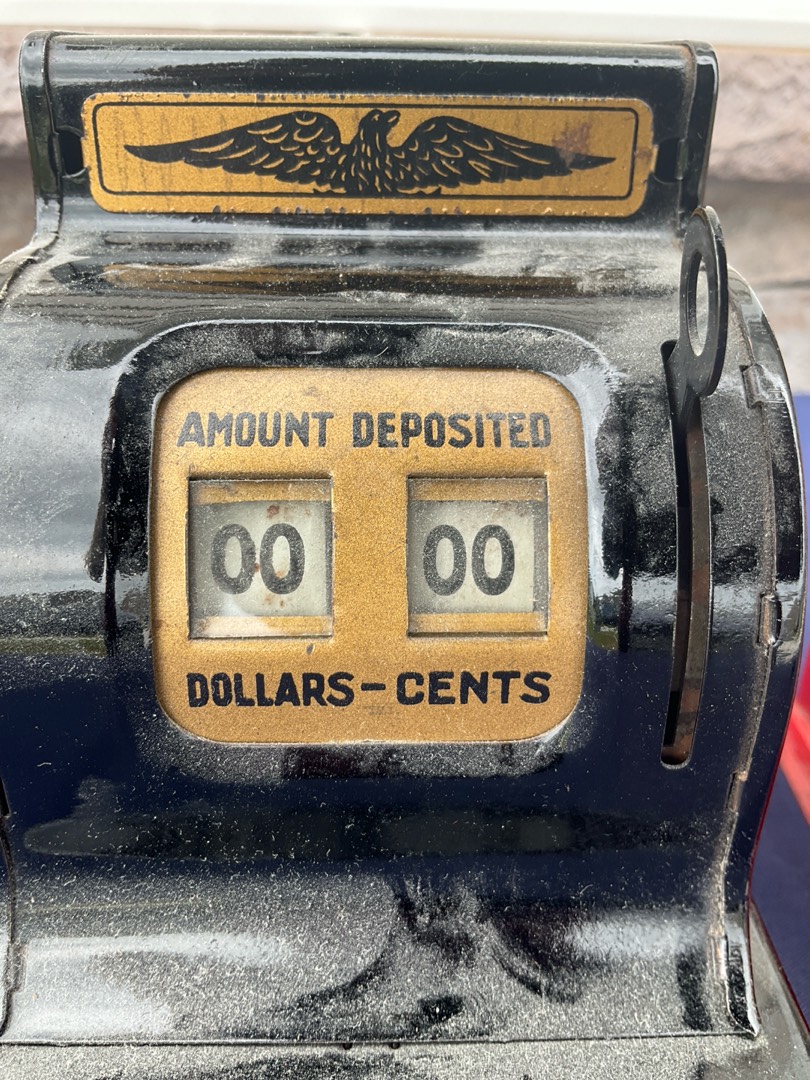 AMOUNT DEPOSITED
00 00
DOLLARS-CENTS